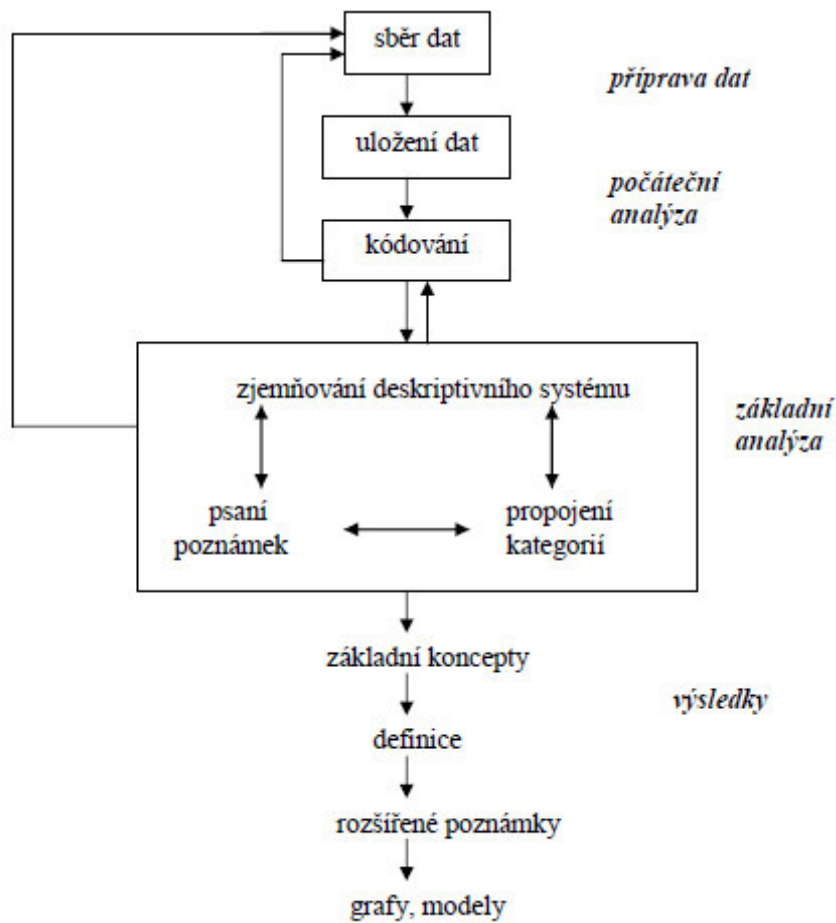 sběr dat
příprava dat
uložení dat
počáteční
analýza
kódování
zjemňování deskriptivního systému
základní
analýza
psaní
poznámek
propojení
kategorií
základní koncepty
výsledky
definice
rozšířené poznámky
grafy, modely